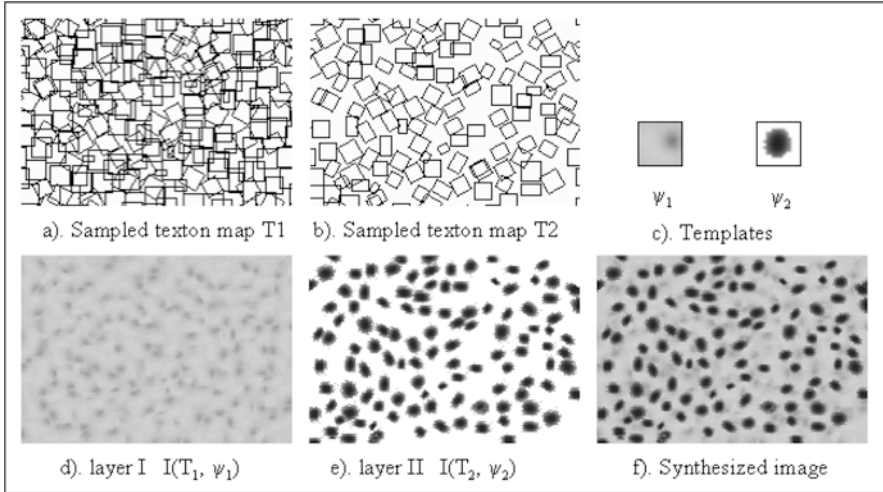 a). Sampled texton map T1
b). Sampled texton map T2
ψ₁
ψ₂
c). Templates
d). layer I I(T₁, ψ₁)
e). layer II I(T₂, ψ₂)
f). Synthesized image